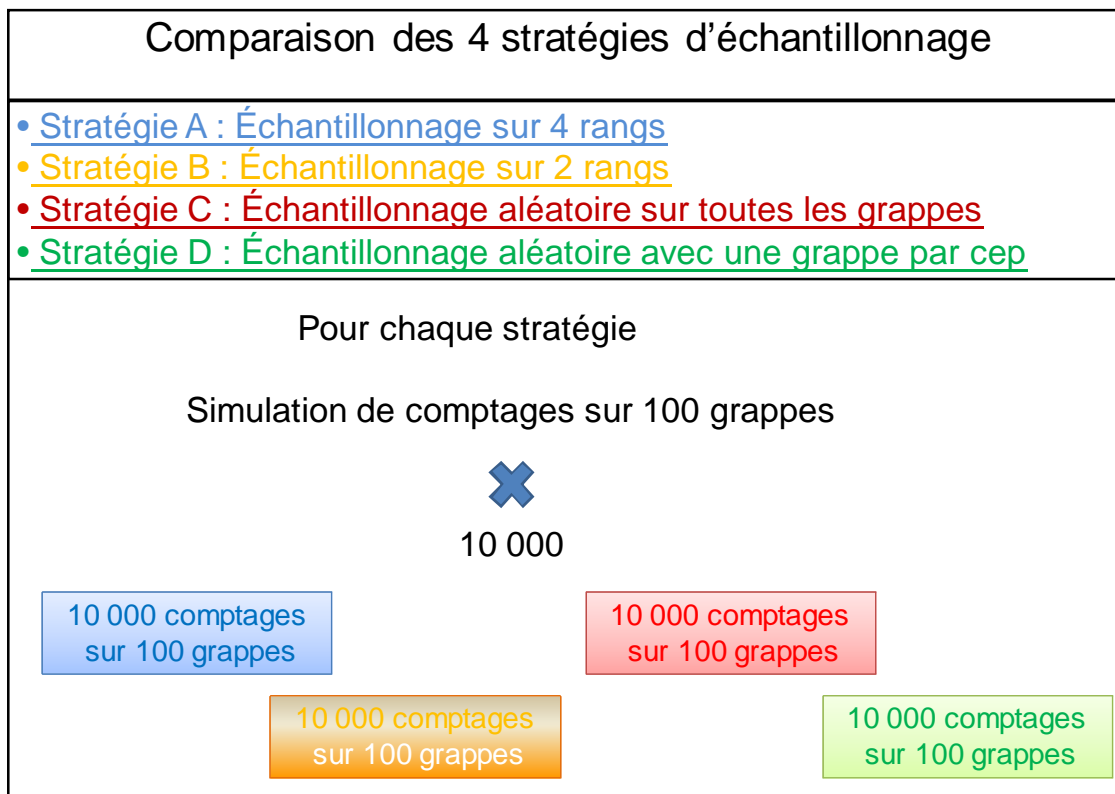 Comparaison des 4 stratégies d'échantillonnage
• Stratégie A : Échantillonnage sur 4 rangs
• Stratégie B : Échantillonnage sur 2 rangs
• Stratégie C : Échantillonnage aléatoire sur toutes les grappes
• Stratégie D : Échantillonnage aléatoire avec une grappe par cep
Pour chaque stratégie
Simulation de comptages sur 100 grappes
10 000
10 000 comptages
sur 100 grappes
10 000 comptages
sur 100 grappes
10 000 comptages
sur 100 grappes
10 000 comptages
sur 100 grappes